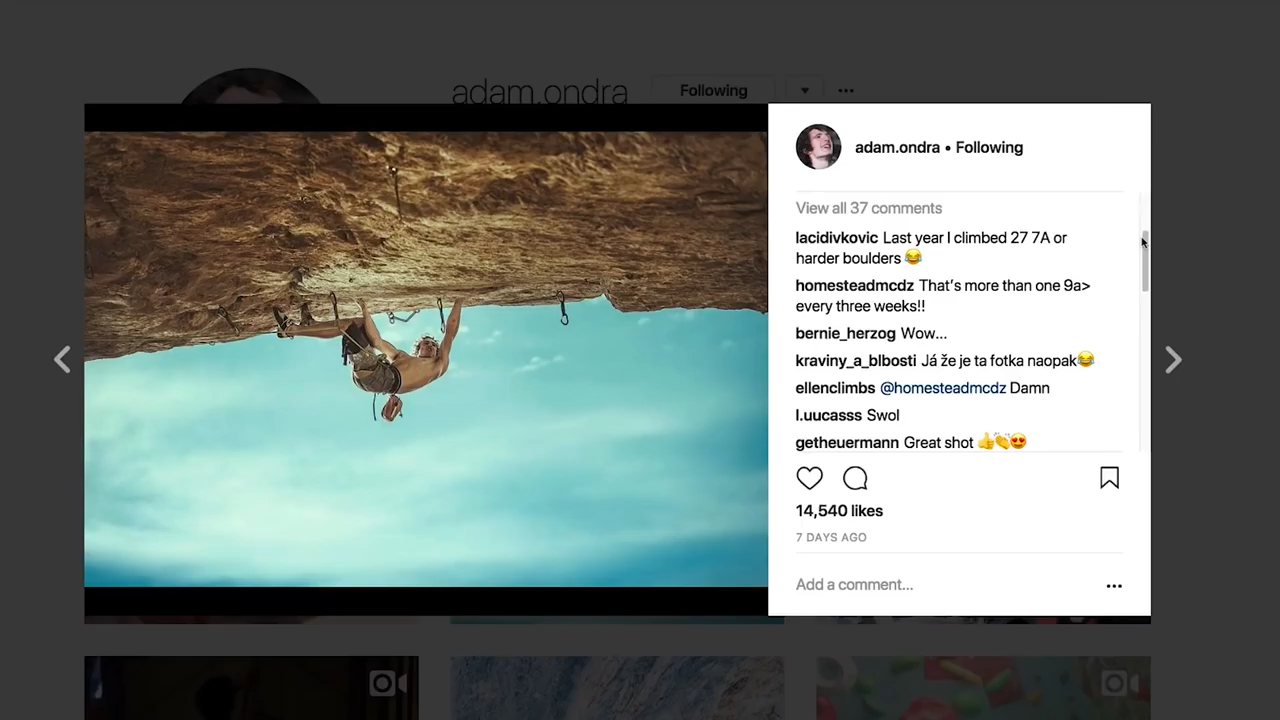 adam.ondra Following
adam.ondra • Following
View all 37 comments
lacidivkovic Last year I climbed 27 7A or
harder boulders 😂
homesteadmcdz That's more than one 9a>
every three weeks!!
bernie_herzog Wow...
kraviny_a_blbosti Já že je ta fotka naopak😂
ellenclimbs @homesteadmcdz Damn
l.uucasss Swol
getheuermann Great shot 👍👏😍
14,540 likes
7 DAYS AGO
Add a comment...